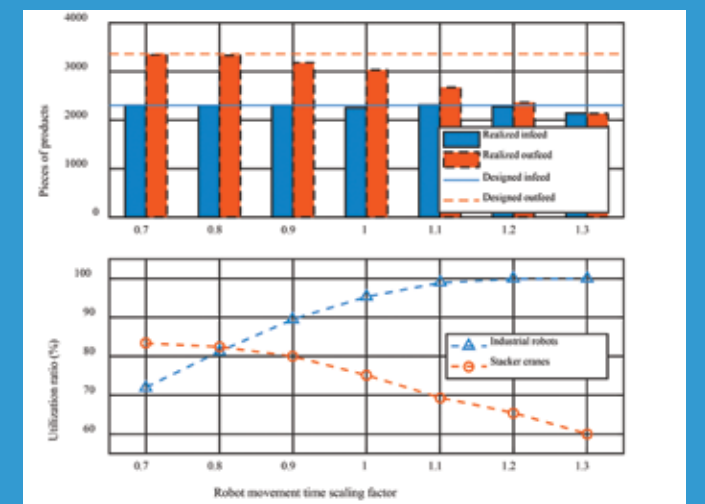 4000
3000
2000
1000
0
Pieces of products
Realized infeed
Realized outfeed
Designed infeed
Designed outfeed
0.7 0.8 0.9 1 1.1 1.2 1.3
100
90
80
70
60
Utilization ratio (%)
Industrial robots
Stacker cranes
0.7 0.8 0.9 1 1.1 1.2 1.3
Robot movement time scaling factor